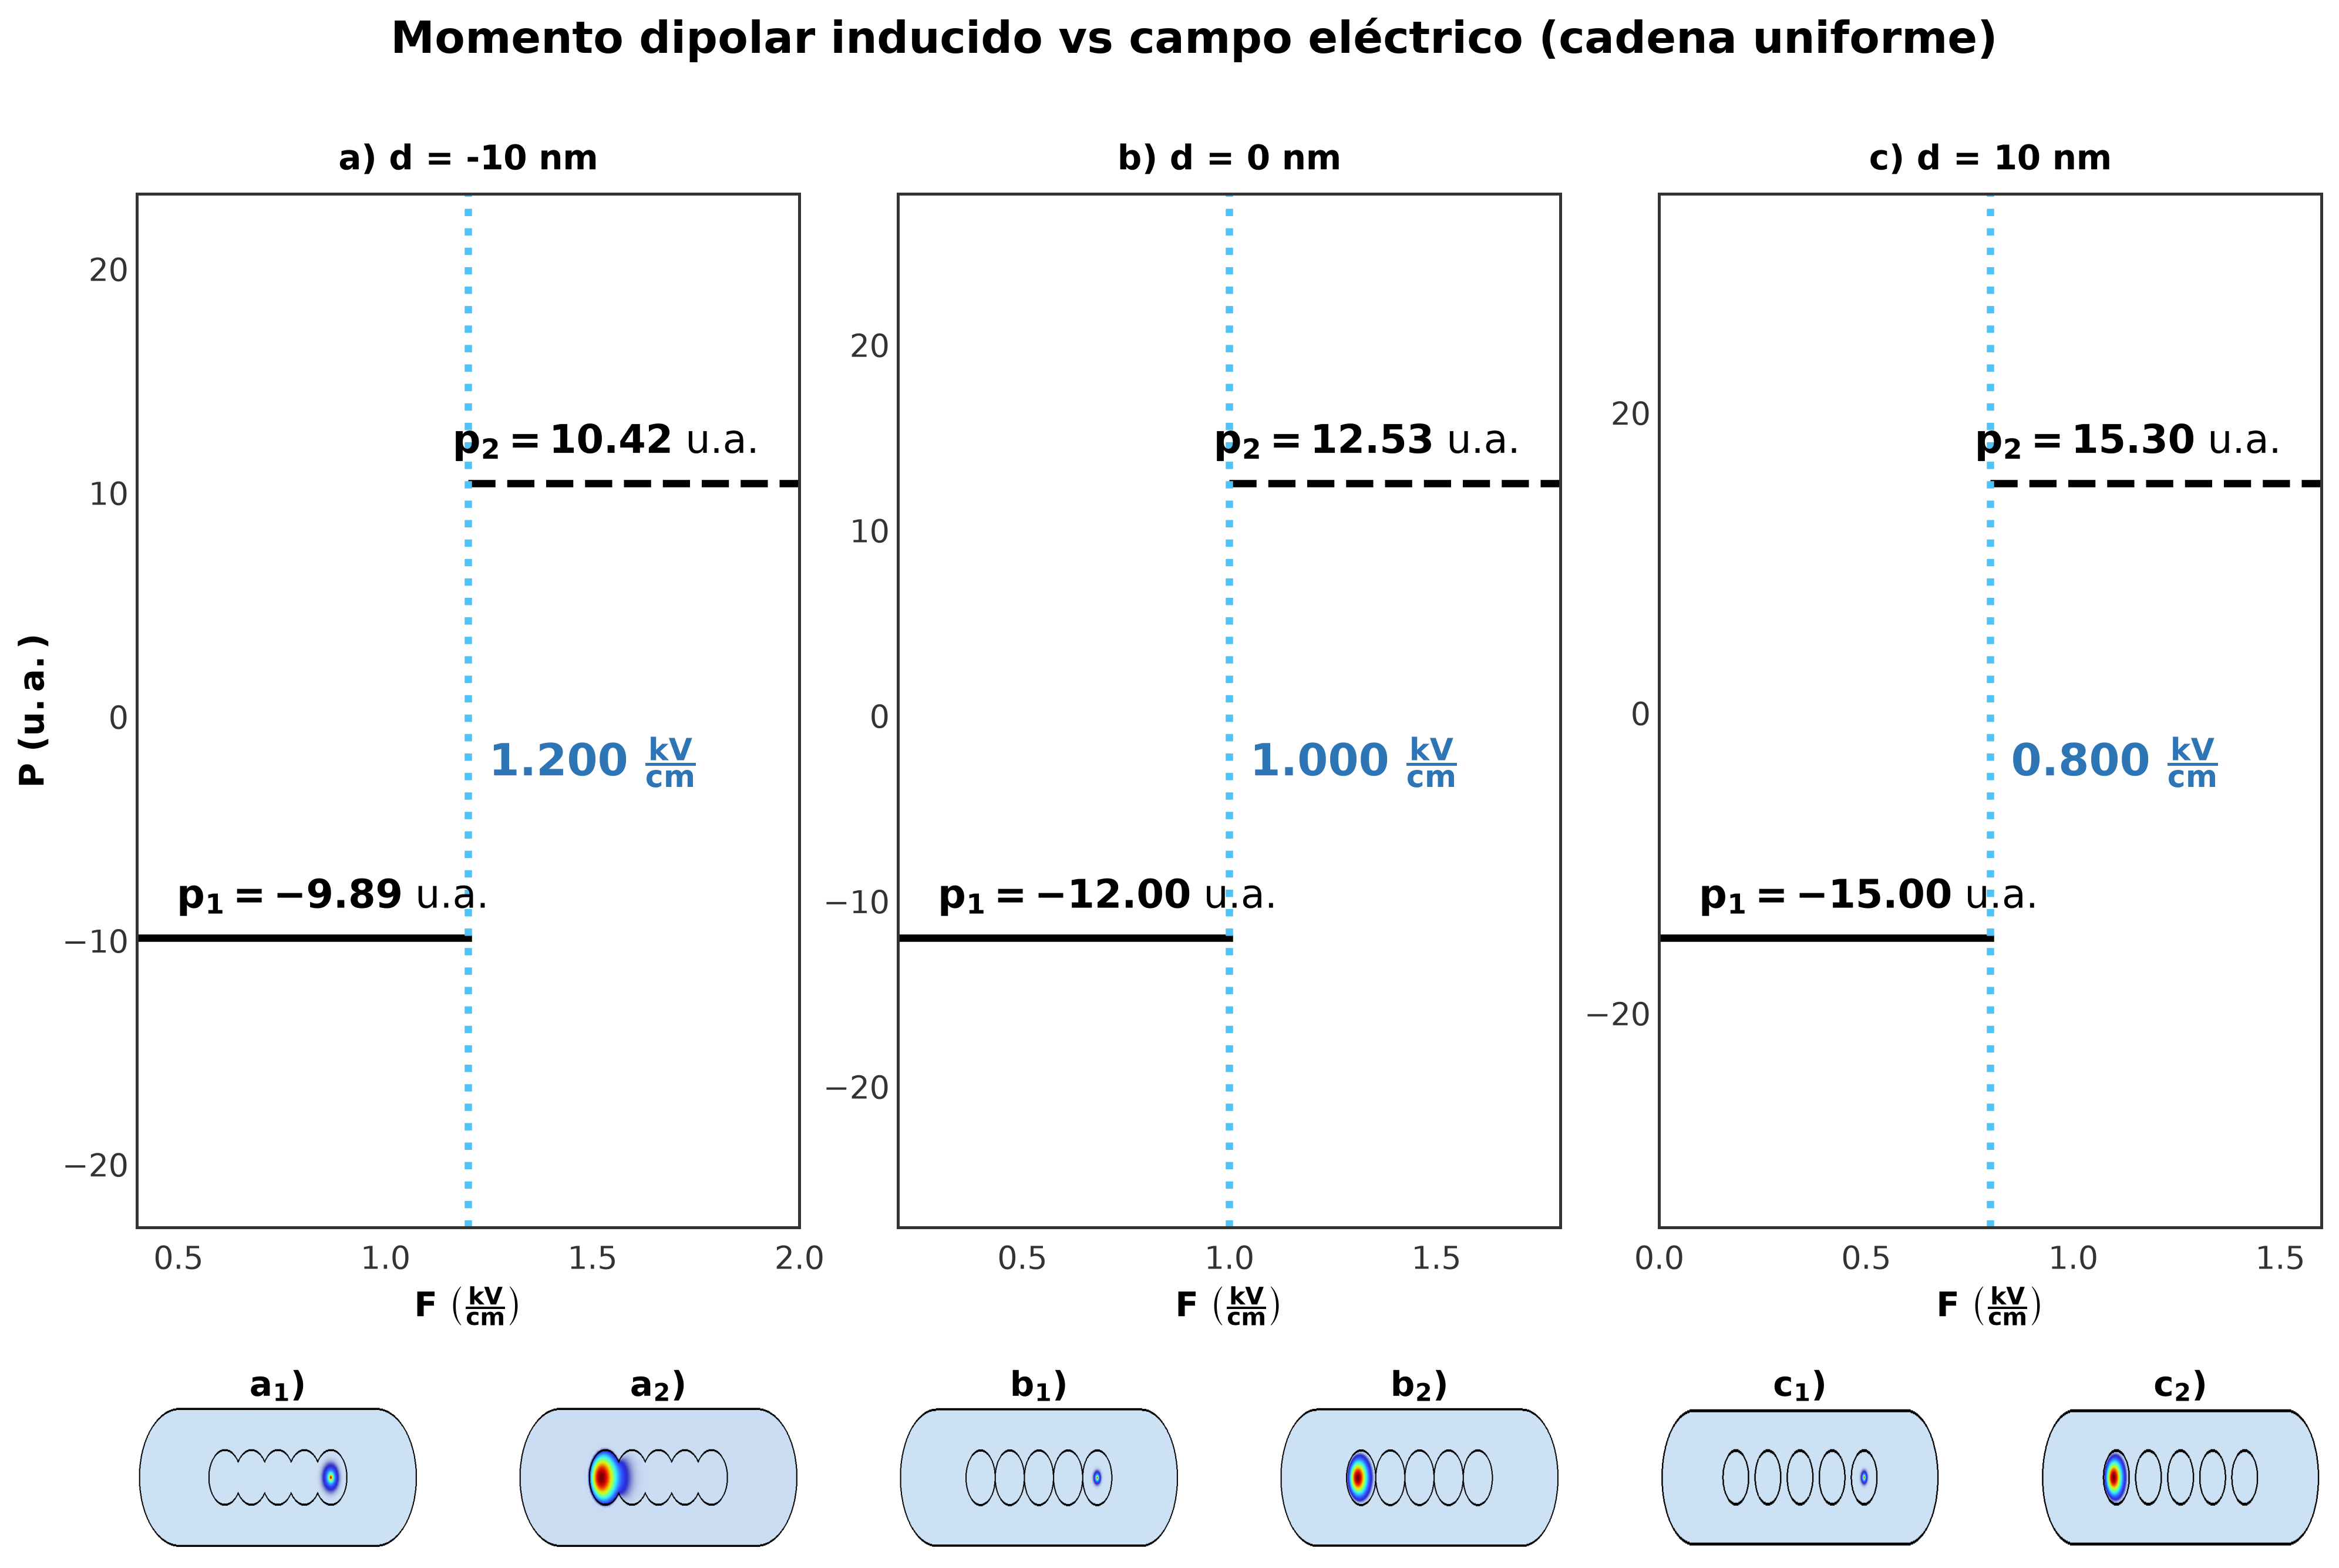 Momento dipolar inducido vs campo eléctrico (cadena uniforme)
a) d = -10 nm
b) d = 0 nm
c) d = 10 nm
P (u.a.)
20
10
0
−10
−20
p₂ = 10.42 u.a.
1.200 kV/cm
p₁ = −9.89 u.a.
0.5 1.0 1.5 2.0
F (kV/cm)
20
10
0
−10
−20
p₂ = 12.53 u.a.
1.000 kV/cm
p₁ = −12.00 u.a.
0.5 1.0 1.5
F (kV/cm)
20
0
−20
p₂ = 15.30 u.a.
0.800 kV/cm
p₁ = −15.00 u.a.
0.0 0.5 1.0 1.5
F (kV/cm)
a₁)
a₂)
b₁)
b₂)
c₁)
c₂)